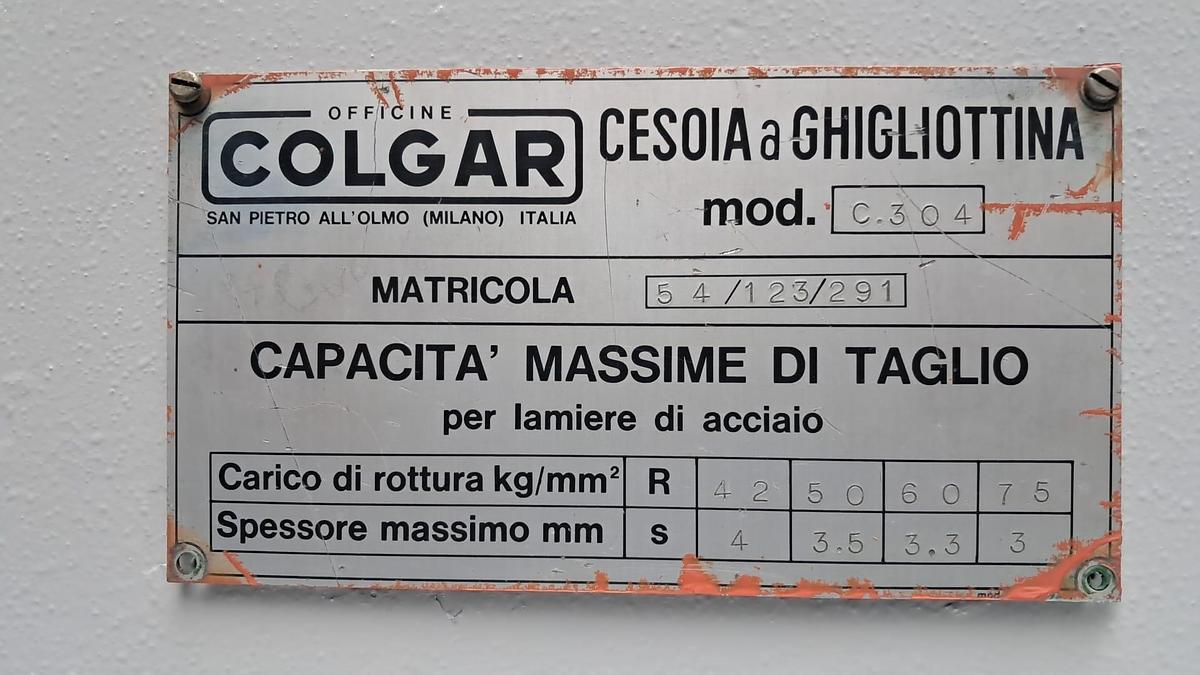 OFFICINE
COLGAR
SAN PIETRO ALL'OLMO (MILANO) ITALIA
CESOIA a GHIGLIOTTINA
mod. C.304
MATRICOLA 54/123/291
CAPACITA' MASSIME DI TAGLIO
per lamiere di acciaio
Carico di rottura kg/mm² R 42 50 60 75
Spessore massimo mm s 4 3.5 3.3 3
mod